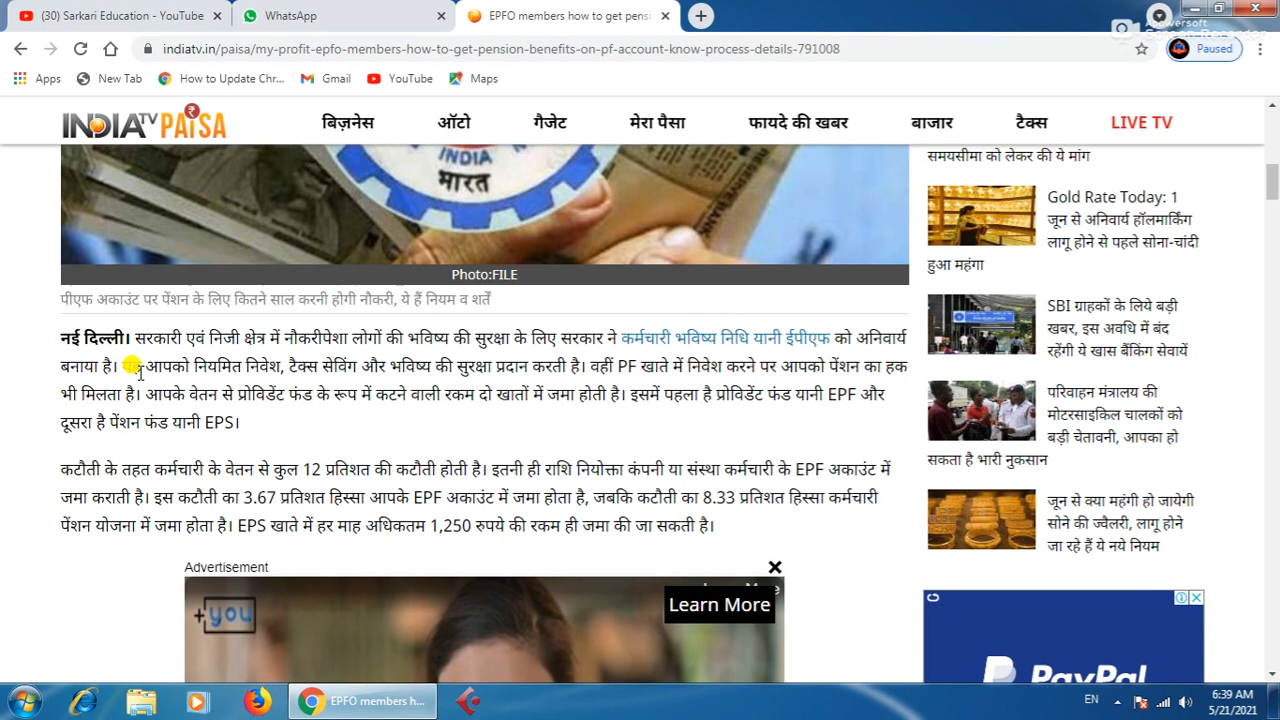 (30) Sarkari Education - YouTube
WhatsApp
EPFO members how to get pensi
indiatv.in/paisa/my-profit-epfo-members-how-to-get-pension-benefits-on-pf-account-know-process-details-791008
Paused
Apps
New Tab
How to Update Chr...
Gmail
YouTube
Maps
INDIA TV PAISA
बिज़नेस ऑटो गैजेट मेरा पैसा फायदे की खबर बाजार टैक्स LIVE TV
INDIA
भारत
Photo:FILE
पीएफ अकाउंट पर पेंशन के लिए कितने साल करनी होगी नौकरी, ये हैं नियम व शर्तें
नई दिल्ली। सरकारी एवं निजी क्षेत्र में नौकरीपेशा लोगों की भविष्य की सुरक्षा के लिए सरकार ने कर्मचारी भविष्य निधि यानी ईपीएफ को अनिवार्य
बनाया है। यह आपको नियमित निवेश, टैक्स सेविंग और भविष्य की सुरक्षा प्रदान करती है। वहीं PF खाते में निवेश करने पर आपको पेंशन का हक
भी मिलता है। आपके वेतन से प्रोविडेंट फंड के रूप में कटने वाली रकम दो खातों में जमा होती है। इसमें पहला है प्रोविडेंट फंड यानी EPF और
दूसरा है पेंशन फंड यानी EPS।
कटौती के तहत कर्मचारी के वेतन से कुल 12 प्रतिशत की कटौती होती है। इतनी ही राशि नियोक्ता कंपनी या संस्था कर्मचारी के EPF अकाउंट में
जमा कराती है। इस कटौती का 3.67 प्रतिशत हिस्सा आपके EPF अकाउंट में जमा होता है, जबकि कटौती का 8.33 प्रतिशत हिस्सा कर्मचारी
पेंशन योजना में जमा होता है। EPS खाते में हर माह अधिकतम 1,250 रुपये की रकम ही जमा की जा सकती है।
Advertisement
+you
Learn More
समयसीमा को लेकर की ये मांग
Gold Rate Today: 1
जून से अनिवार्य हॉलमार्किंग
लागू होने से पहले सोना-चांदी
हुआ महंगा
SBI ग्राहकों के लिये बड़ी
खबर, इस अवधि में बंद
रहेंगी ये खास बैंकिंग सेवायें
परिवहन मंत्रालय की
मोटरसाइकिल चालकों को
बड़ी चेतावनी, आपका हो
सकता है भारी नुकसान
जून से क्या महंगी हो जायेगी
सोने की ज्वैलरी, लागू होने
जा रहे हैं ये नये नियम
PayPal
EPFO members h...
EN
6:39 AM
5/21/2021